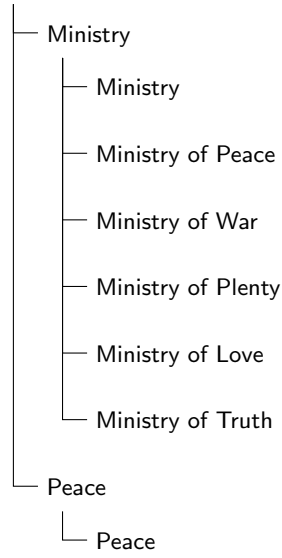 Ministry
Ministry
Ministry of Peace
Ministry of War
Ministry of Plenty
Ministry of Love
Ministry of Truth
Peace
Peace